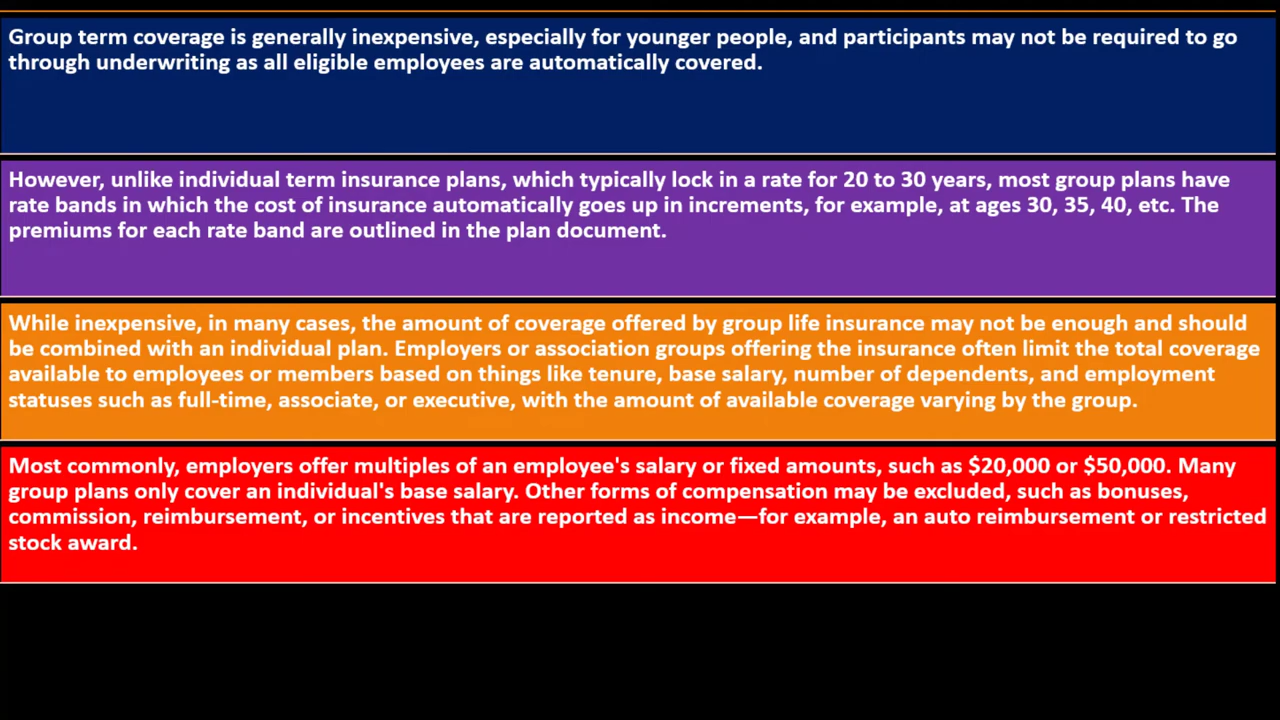 Group term coverage is generally inexpensive, especially for younger people, and participants may not be required to go
through underwriting as all eligible employees are automatically covered.
However, unlike individual term insurance plans, which typically lock in a rate for 20 to 30 years, most group plans have
rate bands in which the cost of insurance automatically goes up in increments, for example, at ages 30, 35, 40, etc. The
premiums for each rate band are outlined in the plan document.
While inexpensive, in many cases, the amount of coverage offered by group life insurance may not be enough and should
be combined with an individual plan. Employers or association groups offering the insurance often limit the total coverage
available to employees or members based on things like tenure, base salary, number of dependents, and employment
statuses such as full-time, associate, or executive, with the amount of available coverage varying by the group.
Most commonly, employers offer multiples of an employee's salary or fixed amounts, such as $20,000 or $50,000. Many
group plans only cover an individual's base salary. Other forms of compensation may be excluded, such as bonuses,
commission, reimbursement, or incentives that are reported as income—for example, an auto reimbursement or restricted
stock award.